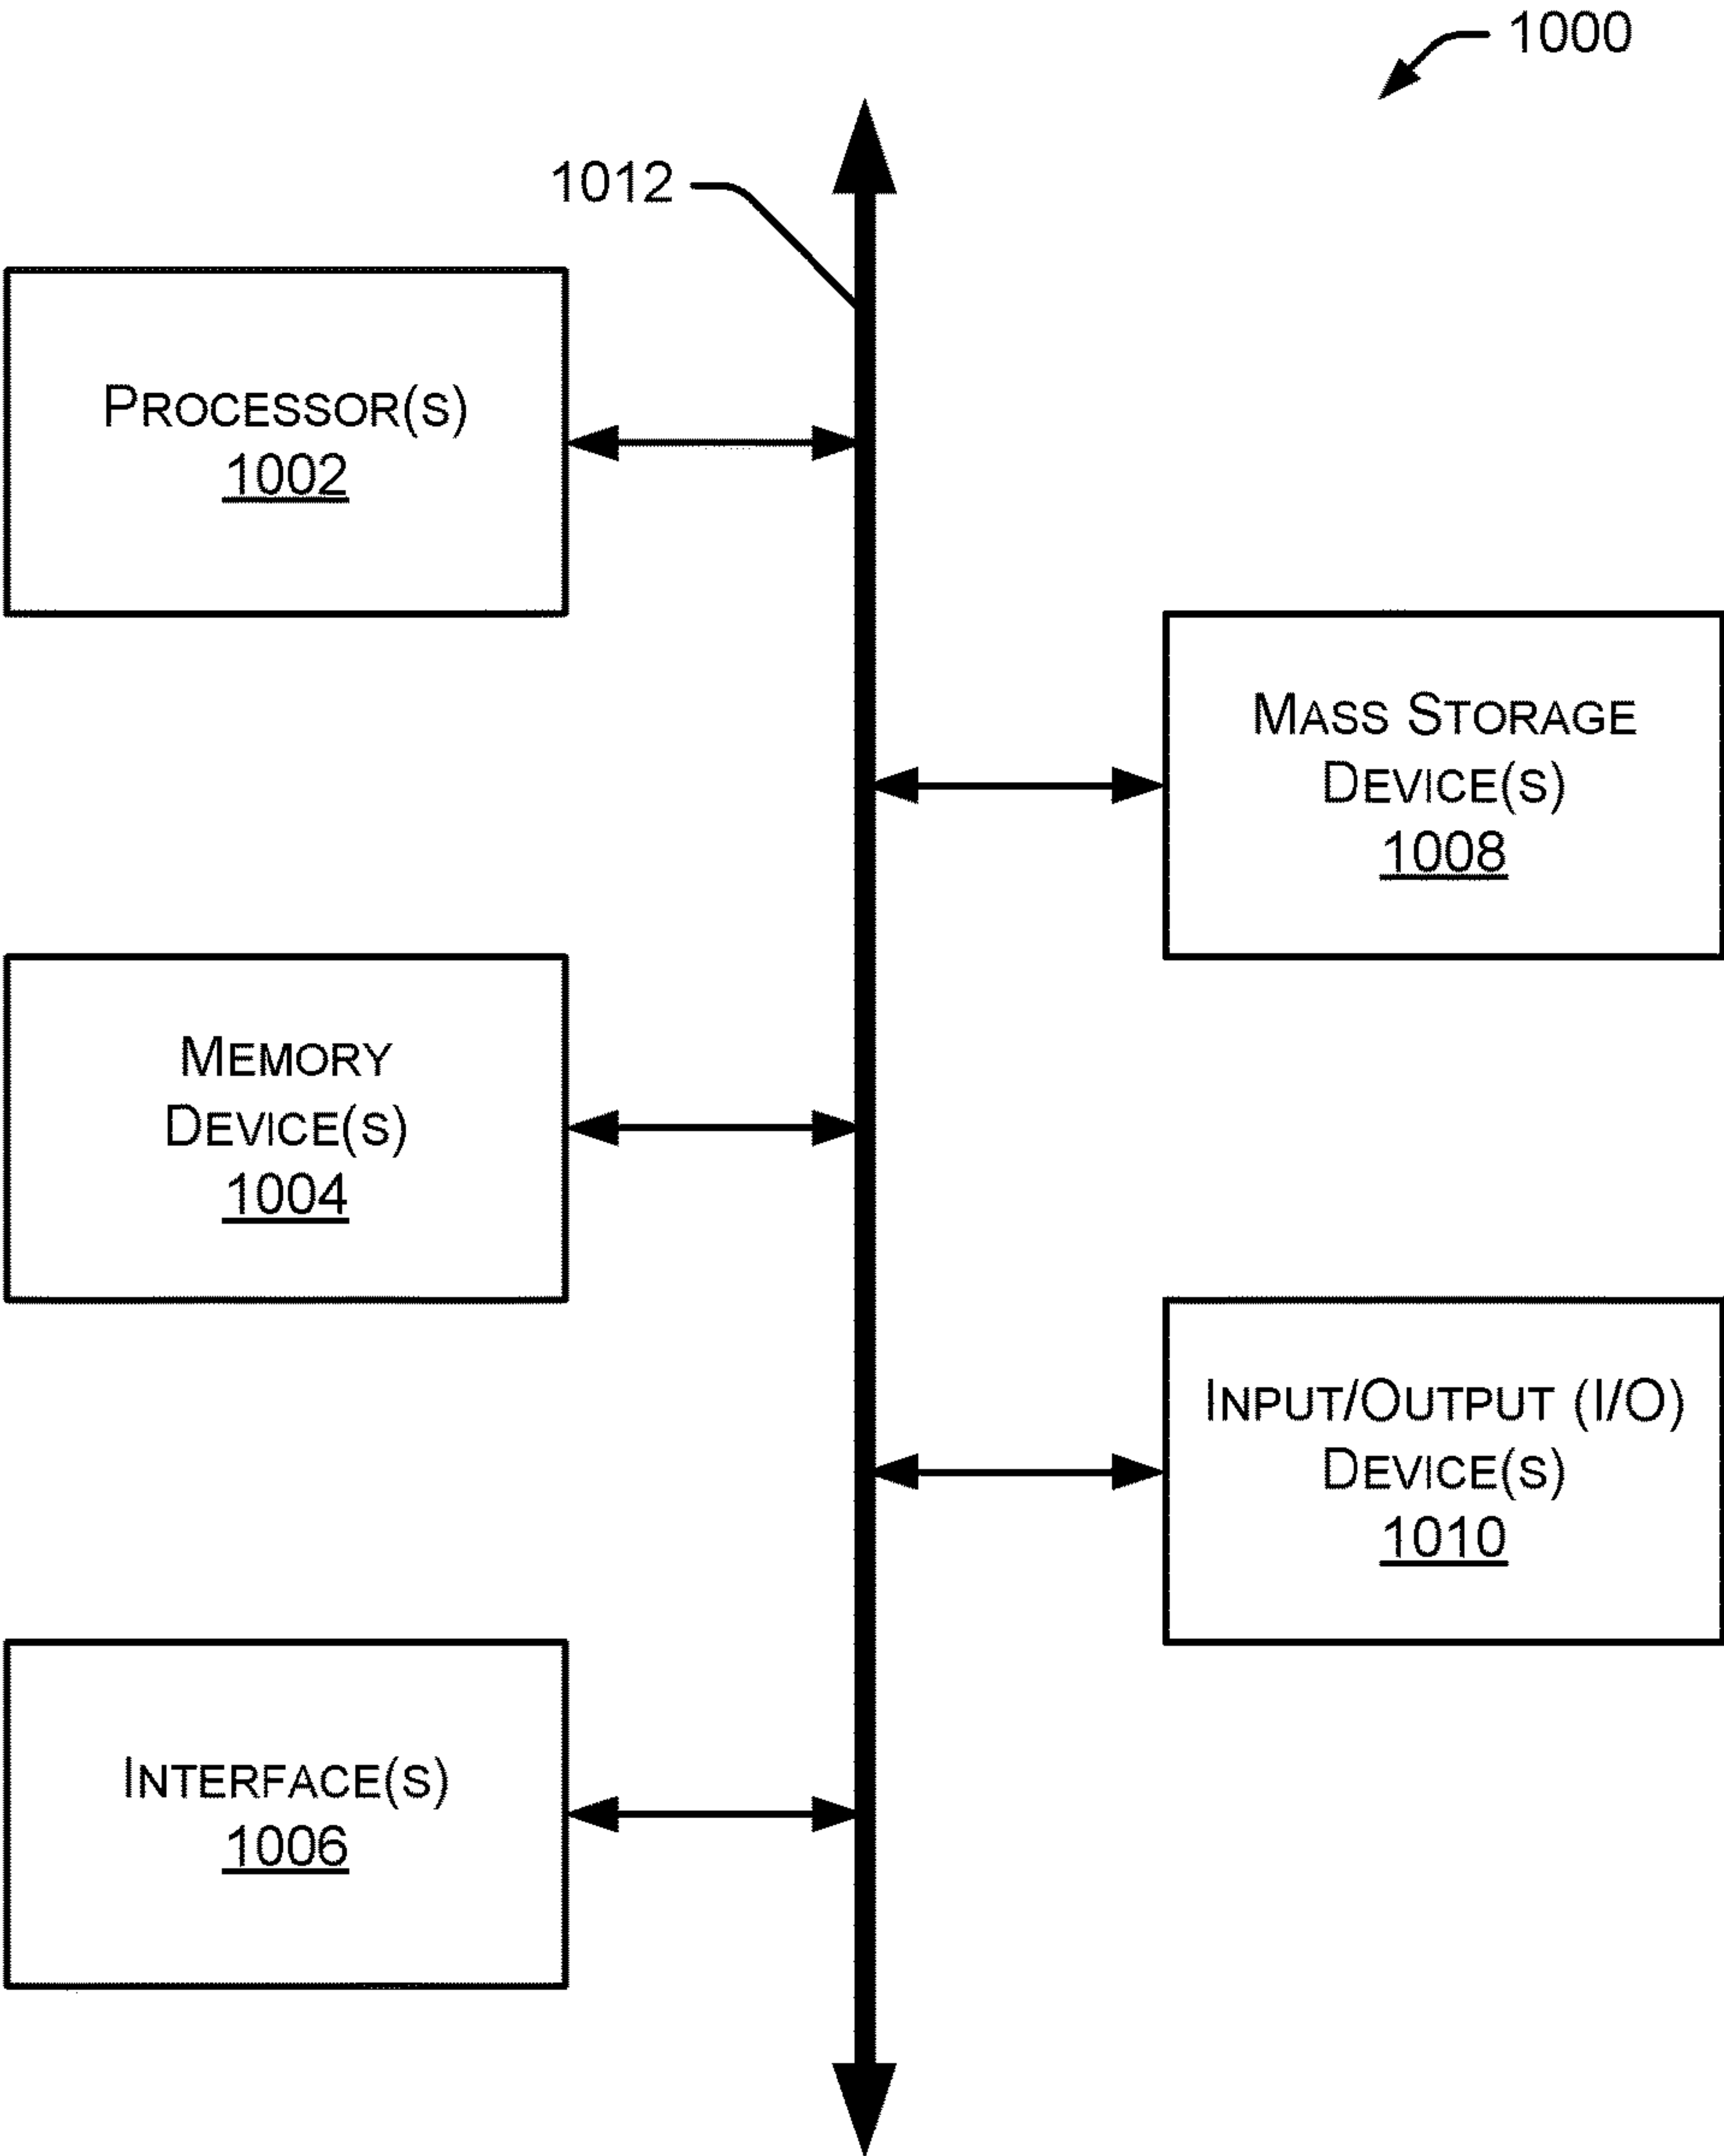 1000
1012
PROCESSOR(S)
1002
MASS STORAGE
DEVICE(S)
1008
MEMORY
DEVICE(S)
1004
INPUT/OUTPUT (I/O)
DEVICE(S)
1010
INTERFACE(S)
1006